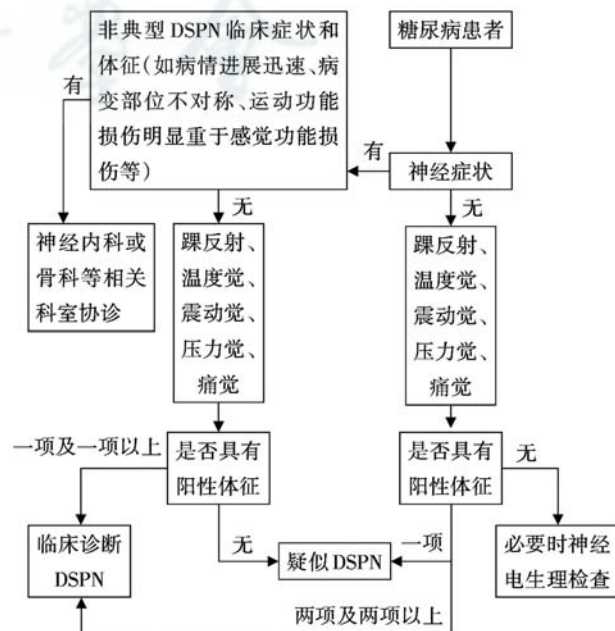 非典型DSPN临床症状和
体征(如病情进展迅速、病
变部位不对称、运动功能
损伤明显重于感觉功能损
伤等)
糖尿病患者
有
有
神经症状
无
无
神经内科或
骨科等相关
科室协诊
踝反射、
温度觉、
震动觉、
压力觉、
痛觉
踝反射、
温度觉、
震动觉、
压力觉、
痛觉
一项及一项以上
是否具有
阳性体征
是否具有
阳性体征
无
临床诊断
DSPN
无
疑似DSPN
一项
必要时神经
电生理检查
两项及两项以上